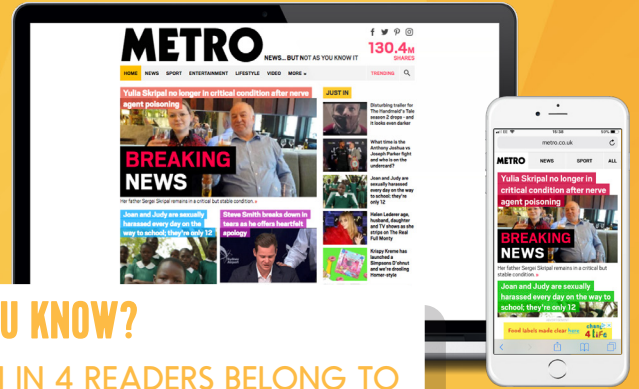 METRO
NEWS... BUT NOT AS YOU KNOW IT
130.4M
SHARES
HOME NEWS SPORT ENTERTAINMENT LIFESTYLE VIDEO MORE
TRENDING
Yulia Skripal no longer in critical condition after nerve
agent poisoning
BREAKING
NEWS
Her father Sergei Skripal remains in a critical but stable condition. »
Joan and Judy are sexually
harassed every day on the
way to school; they're only 12
Steve Smith breaks down in
tears as he offers heartfelt
apology
JUST IN
Disturbing trailer for
The Handmaid's Tale
season 2 drops - and
it looks even darker
What time is the
Anthony Joshua vs
Joseph Parker fight
and who is on the
undercard?
Joan and Judy are
sexually harassed
every day on the way
to school; they're
only 12
Helen Lederer age,
husband, daughter
and TV shows as she
strips on The Real
Full Monty
Krispy Kreme has
launched a
Simpsons D'ohnut
and we're drooling
Homer-style
15:58
50%
metro.co.uk
METRO NEWS SPORT ALL
Yulia Skripal no longer in
critical condition after nerve
agent poisoning
BREAKING
NEWS
Her father Sergei Skripal remains in a critical but
stable condition. »
Joan and Judy are sexually
harassed every day on the way to
school; they're only 12
Food labels made clear here
change
4 life
U KNOW?
IN 4 READERS BELONG TO